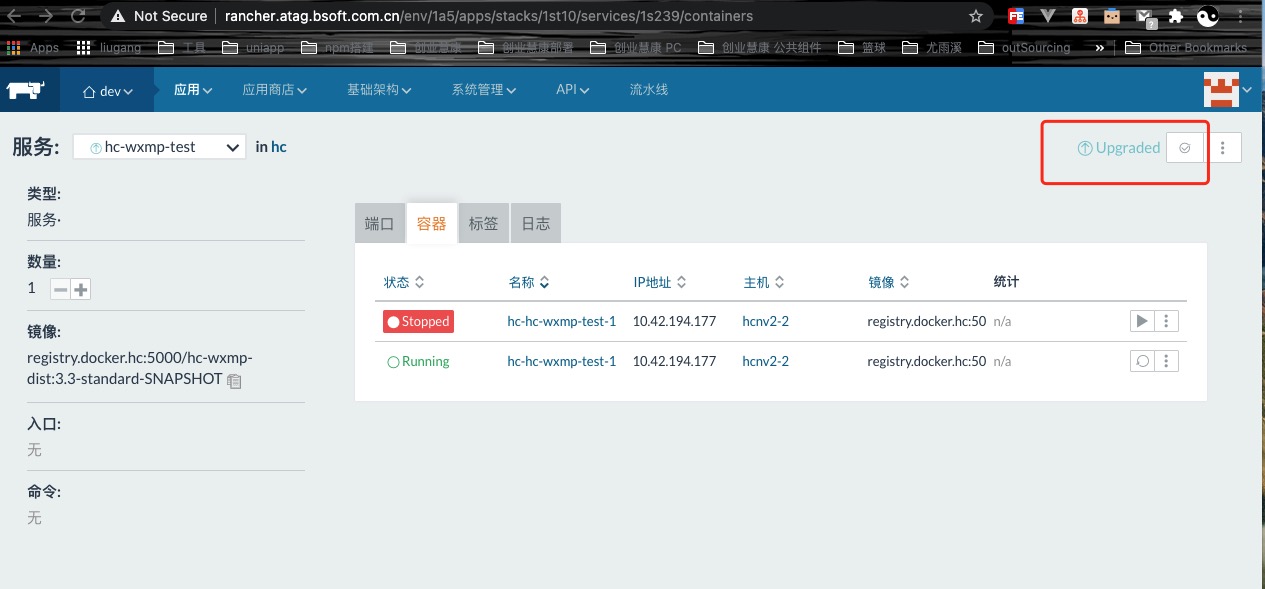 Not Secure rancher.atag.bsoft.com.cn/env/1a5/apps/stacks/1st10/services/1s239/containers
Apps liugang 工具 uniapp npm搭建 创业慧康 创业慧康部署 创业慧康 PC 创业慧康 公共组件 篮球 尤雨溪 outSourcing » Other Bookmarks
dev 应用 应用商店 基础架构 系统管理 API 流水线
服务: hc-wxmp-test in hc Upgraded
类型:
服务·
数量:
1
镜像:
registry.docker.hc:5000/hc-wxmp-
dist:3.3-standard-SNAPSHOT
入口:
无
命令:
无
端口 容器 标签 日志
状态 名称 IP地址 主机 镜像 统计
Stopped hc-hc-wxmp-test-1 10.42.194.177 hcnv2-2 registry.docker.hc:50 n/a
Running hc-hc-wxmp-test-1 10.42.194.177 hcnv2-2 registry.docker.hc:50 n/a